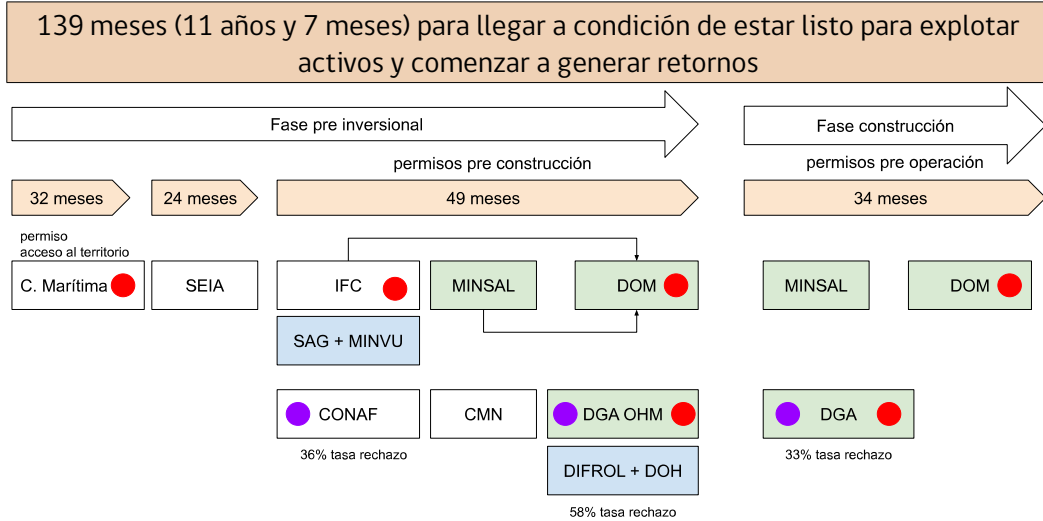 139 meses (11 años y 7 meses) para llegar a condición de estar listo para explotar
activos y comenzar a generar retornos
Fase pre inversional
Fase construcción
permisos pre construcción
permisos pre operación
32 meses
24 meses
49 meses
34 meses
permiso
acceso al territorio
C. Marítima
SEIA
IFC
MINSAL
DOM
MINSAL
DOM
SAG + MINVU
CONAF
CMN
DGA OHM
DGA
36% tasa rechazo
33% tasa rechazo
DIFROL + DOH
58% tasa rechazo